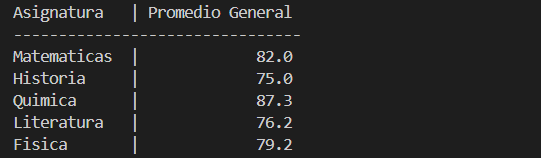 Asignatura   | Promedio General
--------------------------------
Matematicas  |             82.0
Historia     |             75.0
Quimica      |             87.3
Literatura   |             76.2
Fisica       |             79.2